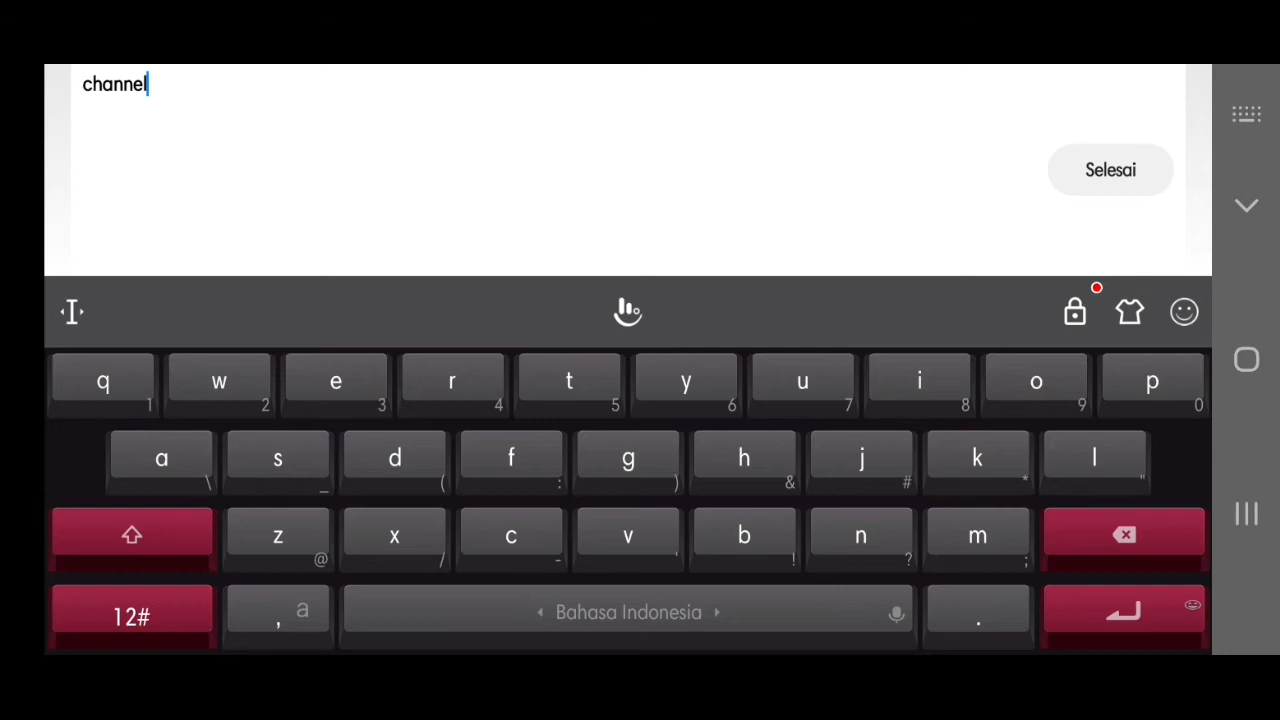 channel
Selesai
q 1 w 2 e 3 r 4 t 5 y 6 u 7 i 8 o 9 p 0
a \ s _ d ( f : g ) h & j # k * l "
z @ x / c - v ' b ! n ? m ;
12# , a Bahasa Indonesia .